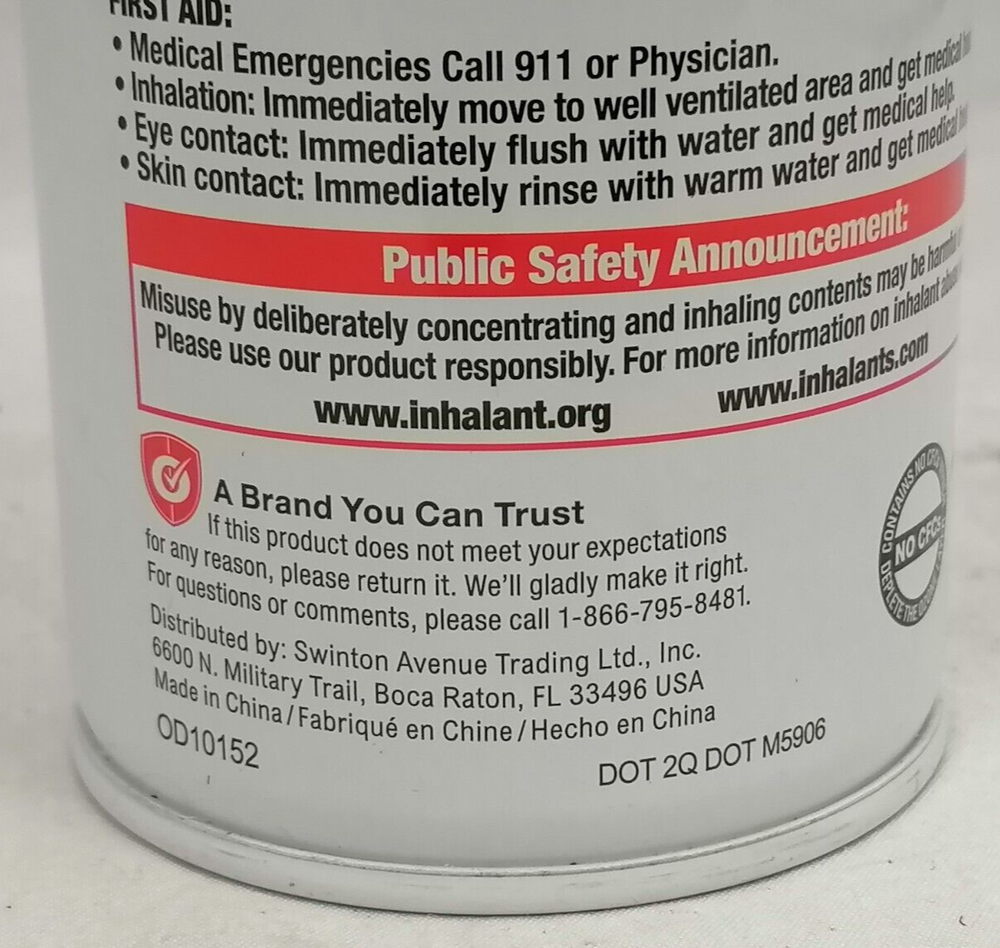 FIRST AID:
• Medical Emergencies Call 911 or Physician.
• Inhalation: Immediately move to well ventilated area and get medical
• Eye contact: Immediately flush with water and get medical help.
• Skin contact: Immediately rinse with warm water and get medical
Public Safety Announcement:
Misuse by deliberately concentrating and inhaling contents may be harmful
Please use our product responsibly. For more information on inhalant
www.inhalant.org www.inhalants.com
A Brand You Can Trust
If this product does not meet your expectations
for any reason, please return it. We'll gladly make it right.
For questions or comments, please call 1-866-795-8481.
CONTAINS NO CFCs
NO CFCs
DEPLETE THE
Distributed by: Swinton Avenue Trading Ltd., Inc.
6600 N. Military Trail, Boca Raton, FL 33496 USA
Made in China/Fabriqué en Chine/Hecho en China
OD10152
DOT 2Q DOT M5906